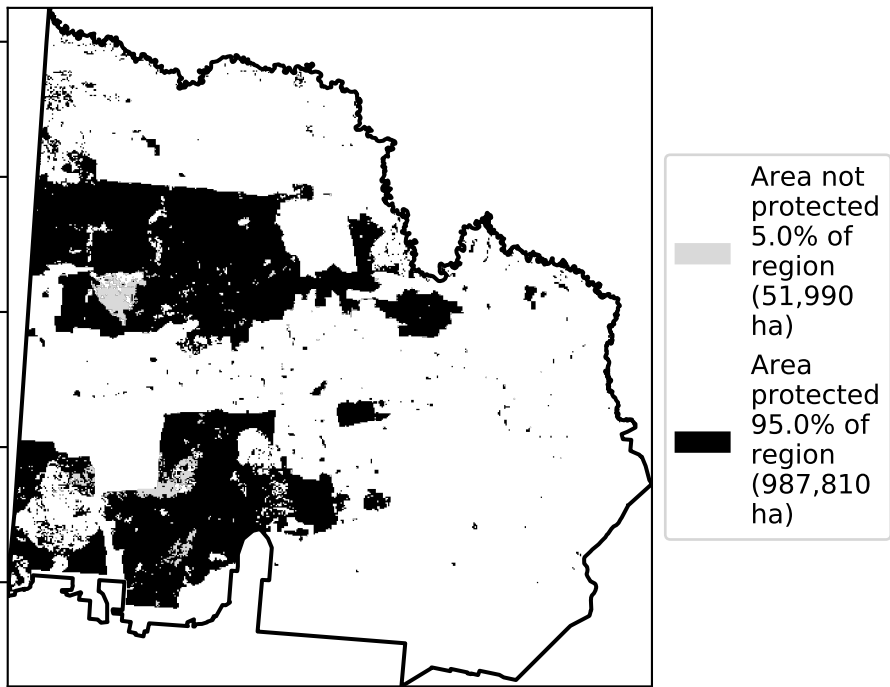 Area not
protected
5.0% of
region
(51,990
ha)
Area
protected
95.0% of
region
(987,810
ha)